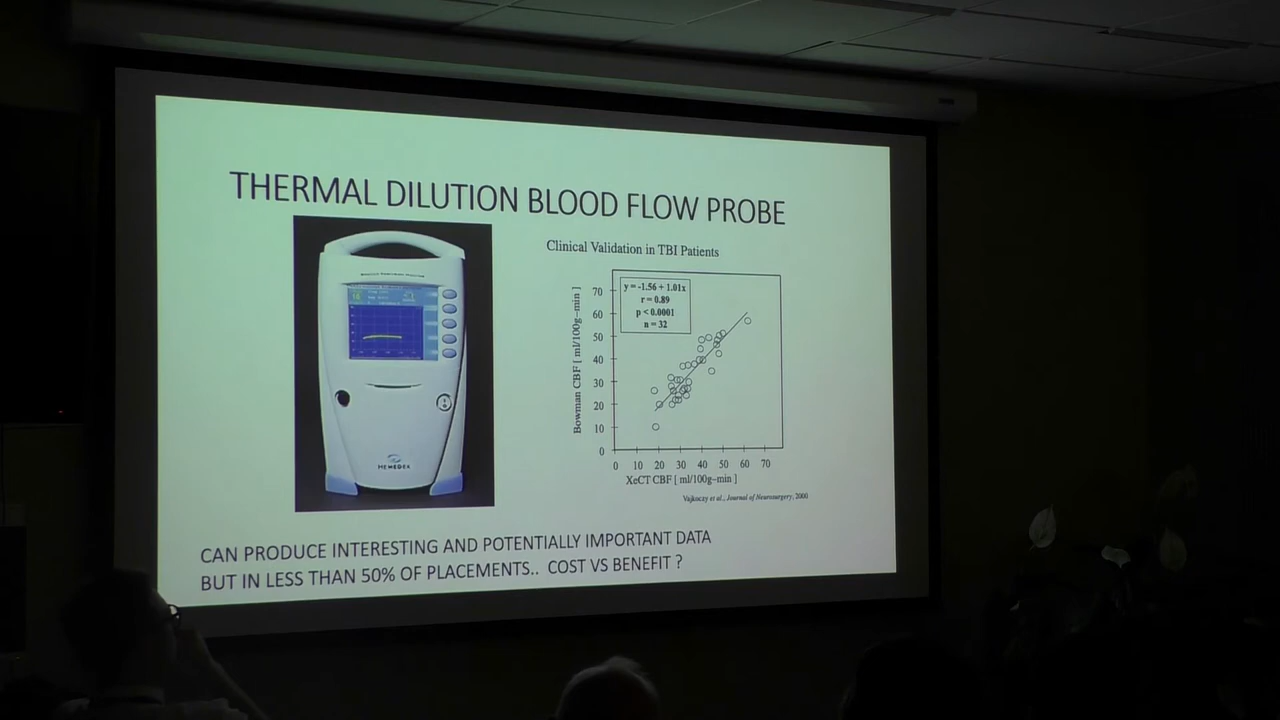 THERMAL DILUTION BLOOD FLOW PROBE
Clinical Validation in TBI Patients
y = -1.56 + 1.01x
r = 0.89
p < 0.0001
n = 32
Bowman CBF [ ml/100g-min ]
70
60
50
40
30
20
10
0
0 10 20 30 40 50 60 70
XeCT CBF [ ml/100g-min ]
Vajkoczy et al., Journal of Neurosurgery, 2000
HEMEDEX
CAN PRODUCE INTERESTING AND POTENTIALLY IMPORTANT DATA
BUT IN LESS THAN 50% OF PLACEMENTS.. COST VS BENEFIT ?